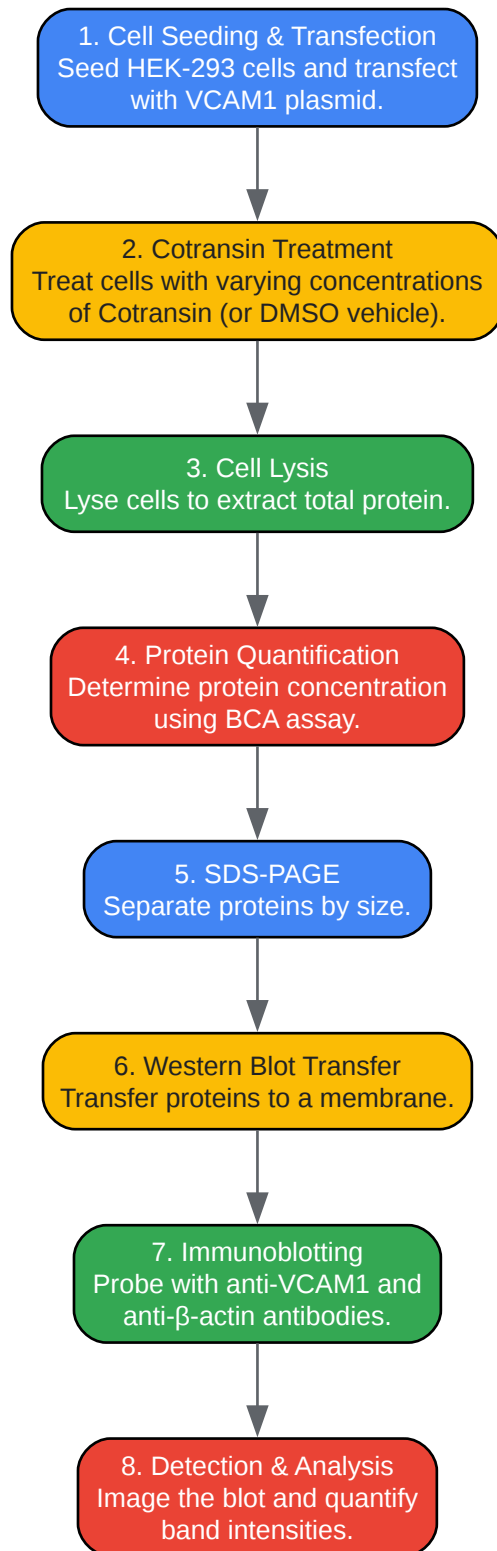 1. Cell Seeding & Transfection
Seed HEK-293 cells and transfect
with VCAM1 plasmid.
2. Cotransin Treatment
Treat cells with varying concentrations
of Cotransin (or DMSO vehicle).
3. Cell Lysis
Lyse cells to extract total protein.
4. Protein Quantification
Determine protein concentration
using BCA assay.
5. SDS-PAGE
Separate proteins by size.
6. Western Blot Transfer
Transfer proteins to a membrane.
7. Immunoblotting
Probe with anti-VCAM1 and
anti-β-actin antibodies.
8. Detection & Analysis
Image the blot and quantify
band intensities.